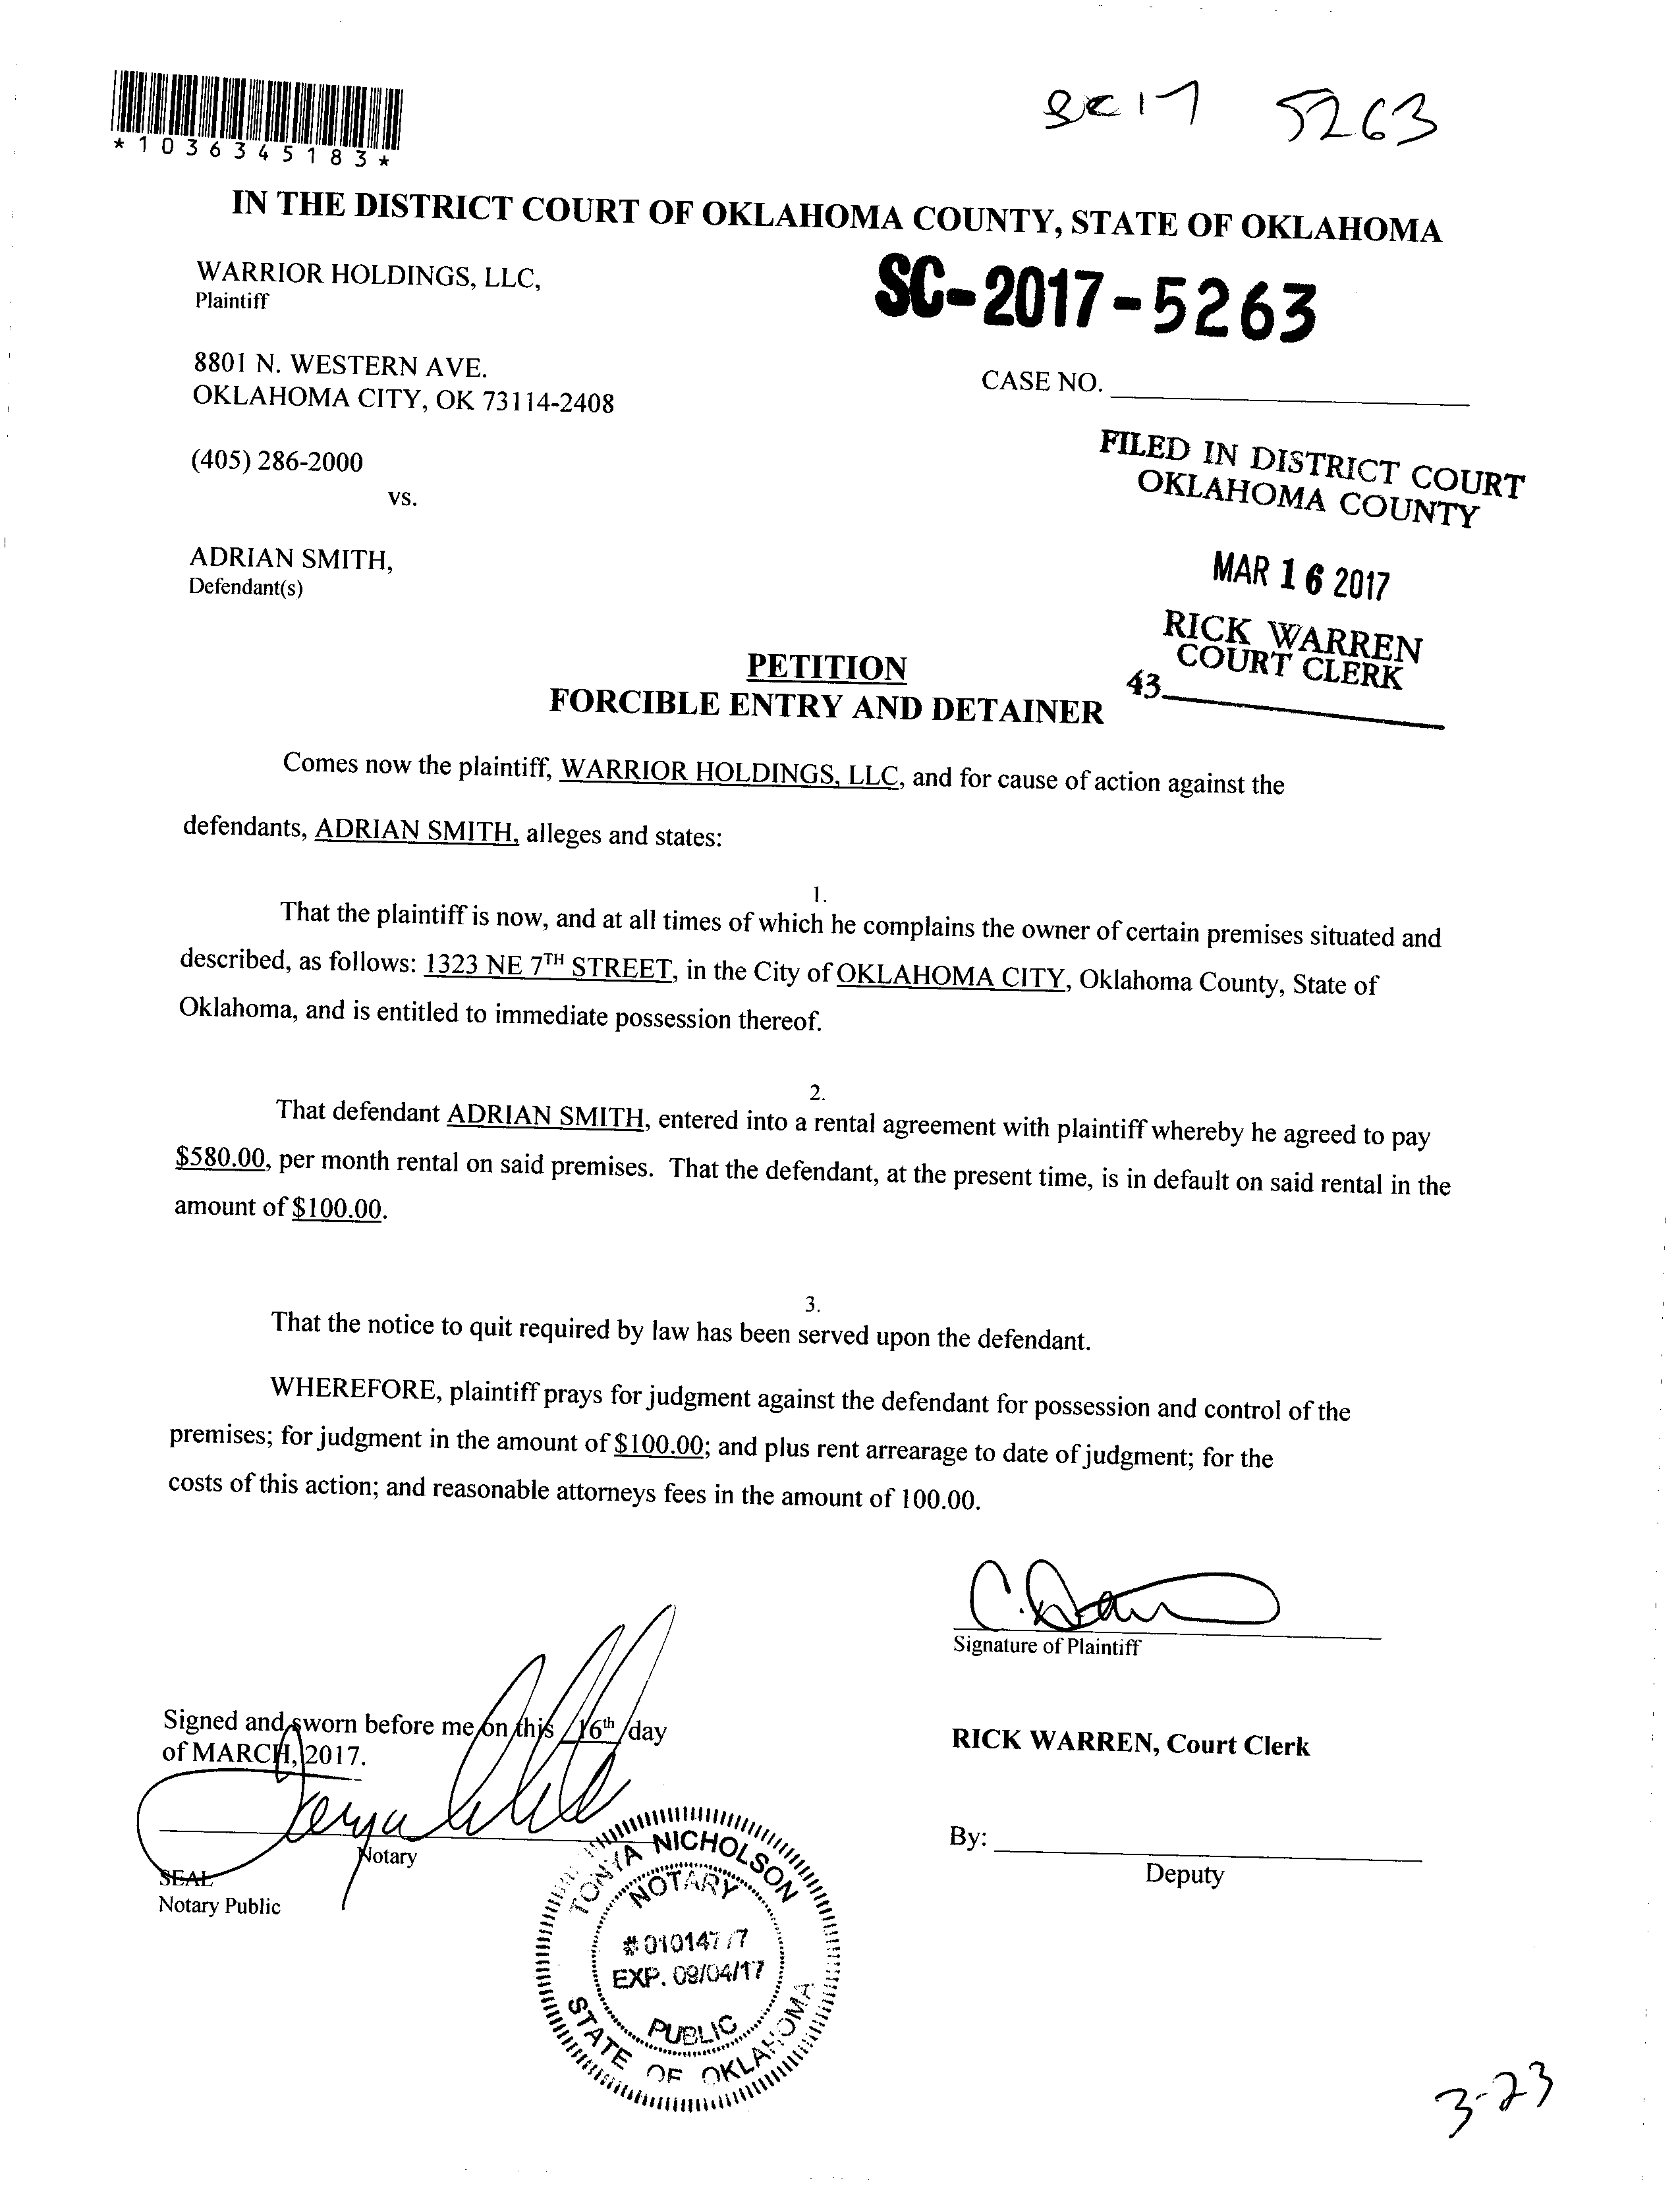 *1036345183*
SC17 5263
IN THE DISTRICT COURT OF OKLAHOMA COUNTY, STATE OF OKLAHOMA
WARRIOR HOLDINGS, LLC,
Plaintiff
SC-2017-5263
8801 N. WESTERN AVE.
OKLAHOMA CITY, OK 73114-2408
CASE NO.
(405) 286-2000
vs.
FILED IN DISTRICT COURT
OKLAHOMA COUNTY
ADRIAN SMITH,
Defendant(s)
MAR 16 2017
RICK WARREN
COURT CLERK
43
PETITION
FORCIBLE ENTRY AND DETAINER
Comes now the plaintiff, WARRIOR HOLDINGS, LLC, and for cause of action against the
defendants, ADRIAN SMITH, alleges and states:
1.
That the plaintiff is now, and at all times of which he complains the owner of certain premises situated and
described, as follows: 1323 NE 7TH STREET, in the City of OKLAHOMA CITY, Oklahoma County, State of
Oklahoma, and is entitled to immediate possession thereof.
2.
That defendant ADRIAN SMITH, entered into a rental agreement with plaintiff whereby he agreed to pay
$580.00, per month rental on said premises. That the defendant, at the present time, is in default on said rental in the
amount of $100.00.
3.
That the notice to quit required by law has been served upon the defendant.
WHEREFORE, plaintiff prays for judgment against the defendant for possession and control of the
premises; for judgment in the amount of $100.00; and plus rent arrearage to date of judgment; for the
costs of this action; and reasonable attorneys fees in the amount of 100.00.
Signature of Plaintiff
Signed and sworn before me on this 16th day
of MARCH, 2017.
RICK WARREN, Court Clerk
Notary
SEAL
Notary Public
By:
Deputy
TONYA NICHOLSON
NOTARY
EXP. 09/04/17
PUBLIC
STATE OF OKLAHOMA
3-23